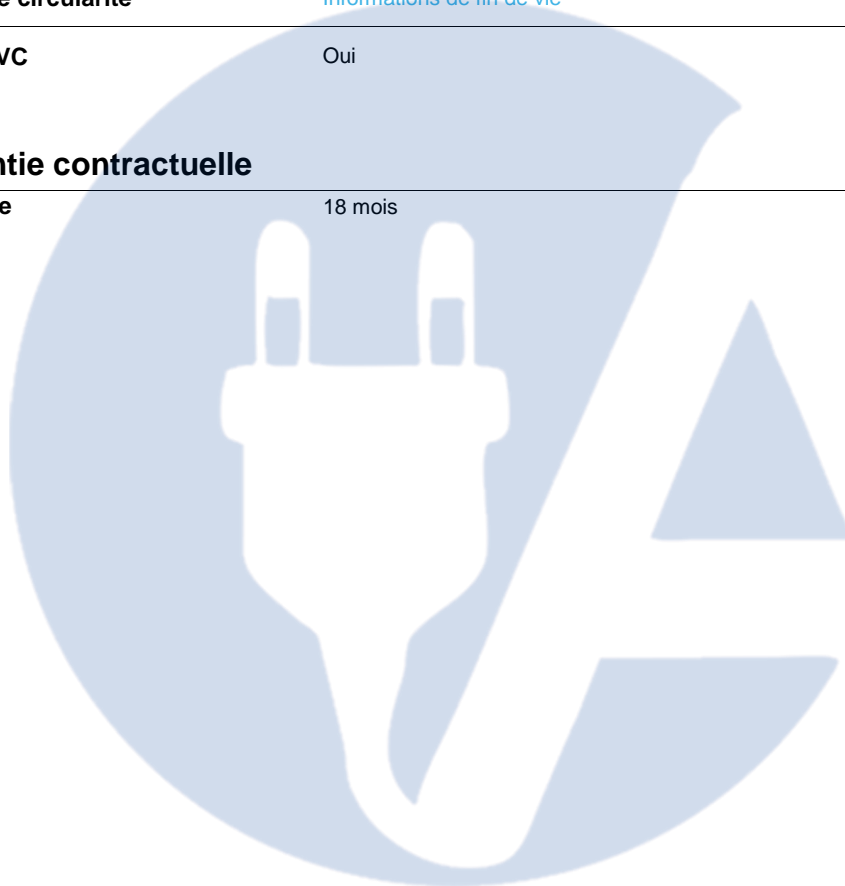 e circularité Informations de fin de vie
VC Oui
ntie contractuelle
e 18 mois